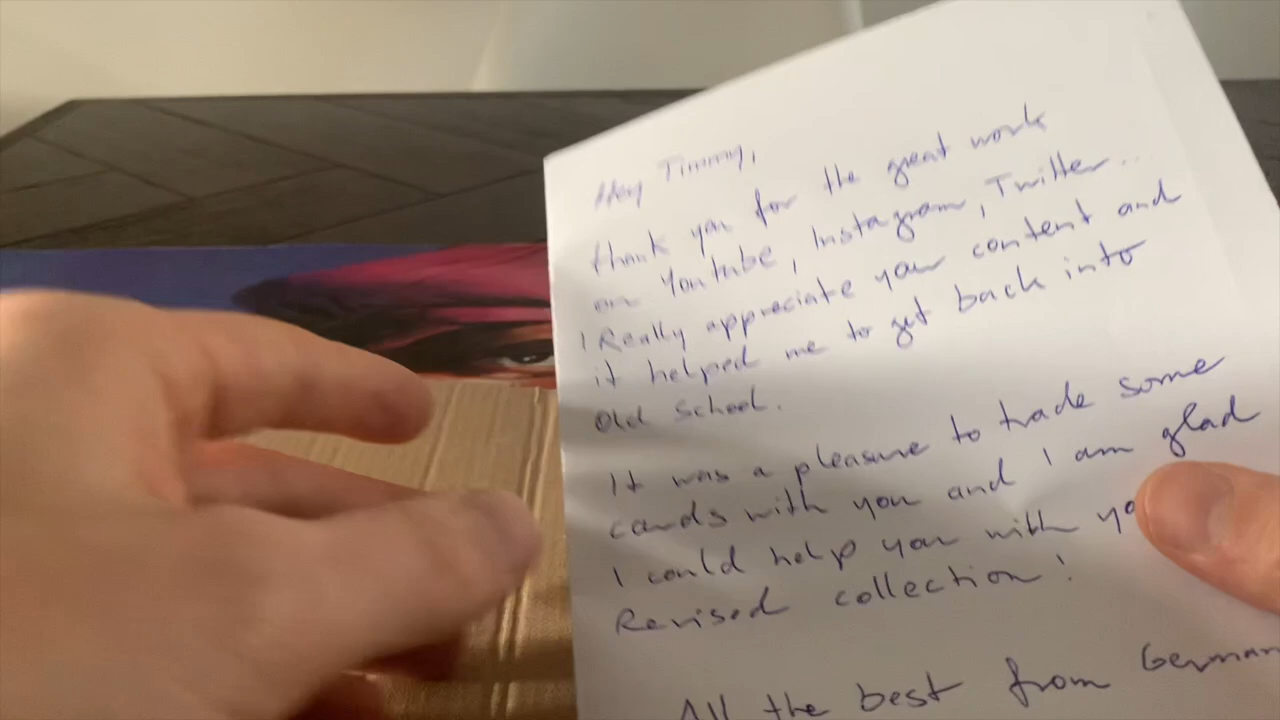 Hey Timmy,
thank you for the great work
on Youtube, Instagram, Twitter...
I Really appreciate your content and
it helped me to get back into
Old School.
It was a pleasure to trade some
cards with you and I am glad
I could help you with
Revised collection!
All the best from German